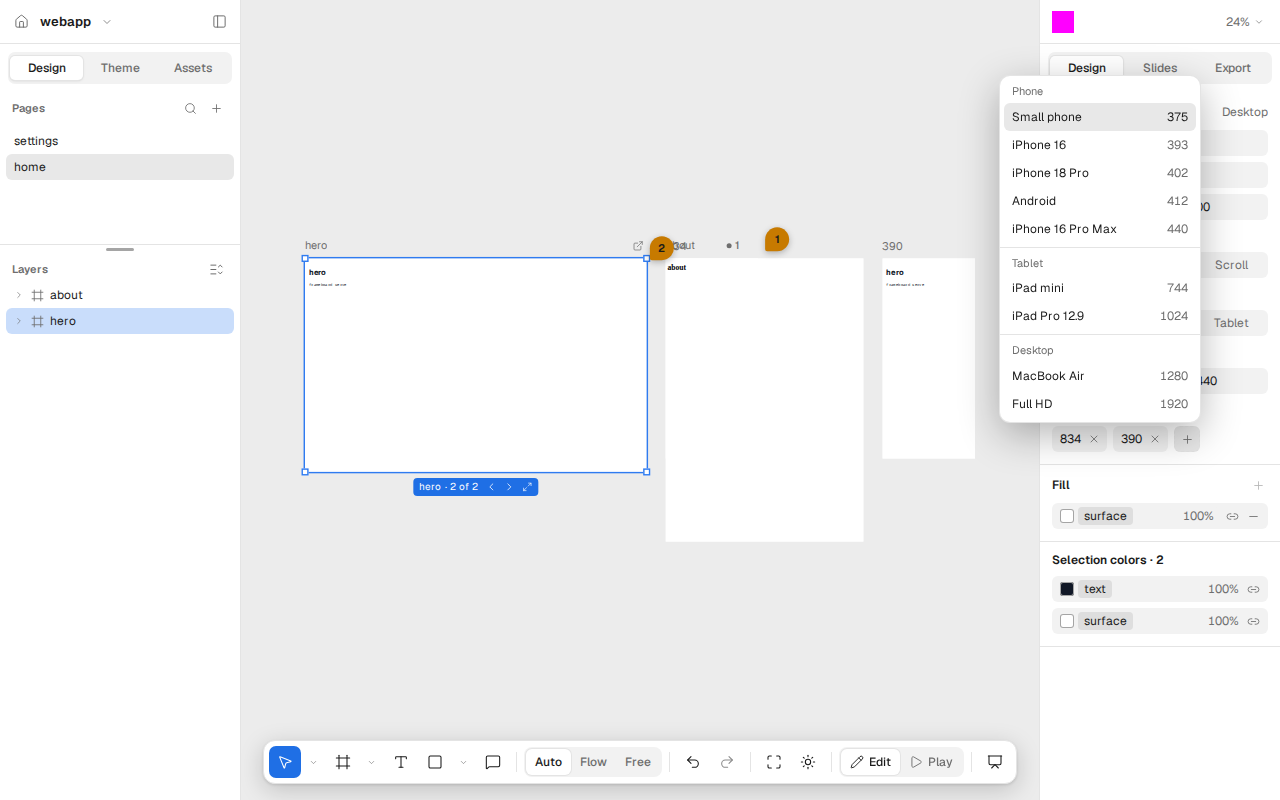 webapp
24%
Design
Theme
Assets
Design
Slides
Export
Pages
settings
home
Layers
about
hero
hero
2
about
1
1
390
hero
about
hero
hero · 2 of 2
Desktop
Phone
Small phone 375
iPhone 16 393
iPhone 18 Pro 402
Android 412
iPhone 16 Pro Max 440
Tablet
iPad mini 744
iPad Pro 12.9 1024
Desktop
MacBook Air 1280
Full HD 1920
Scroll
Tablet
834
390
Fill
surface 100%
Selection colors · 2
text 100%
surface 100%
Auto
Flow
Free
Edit
Play